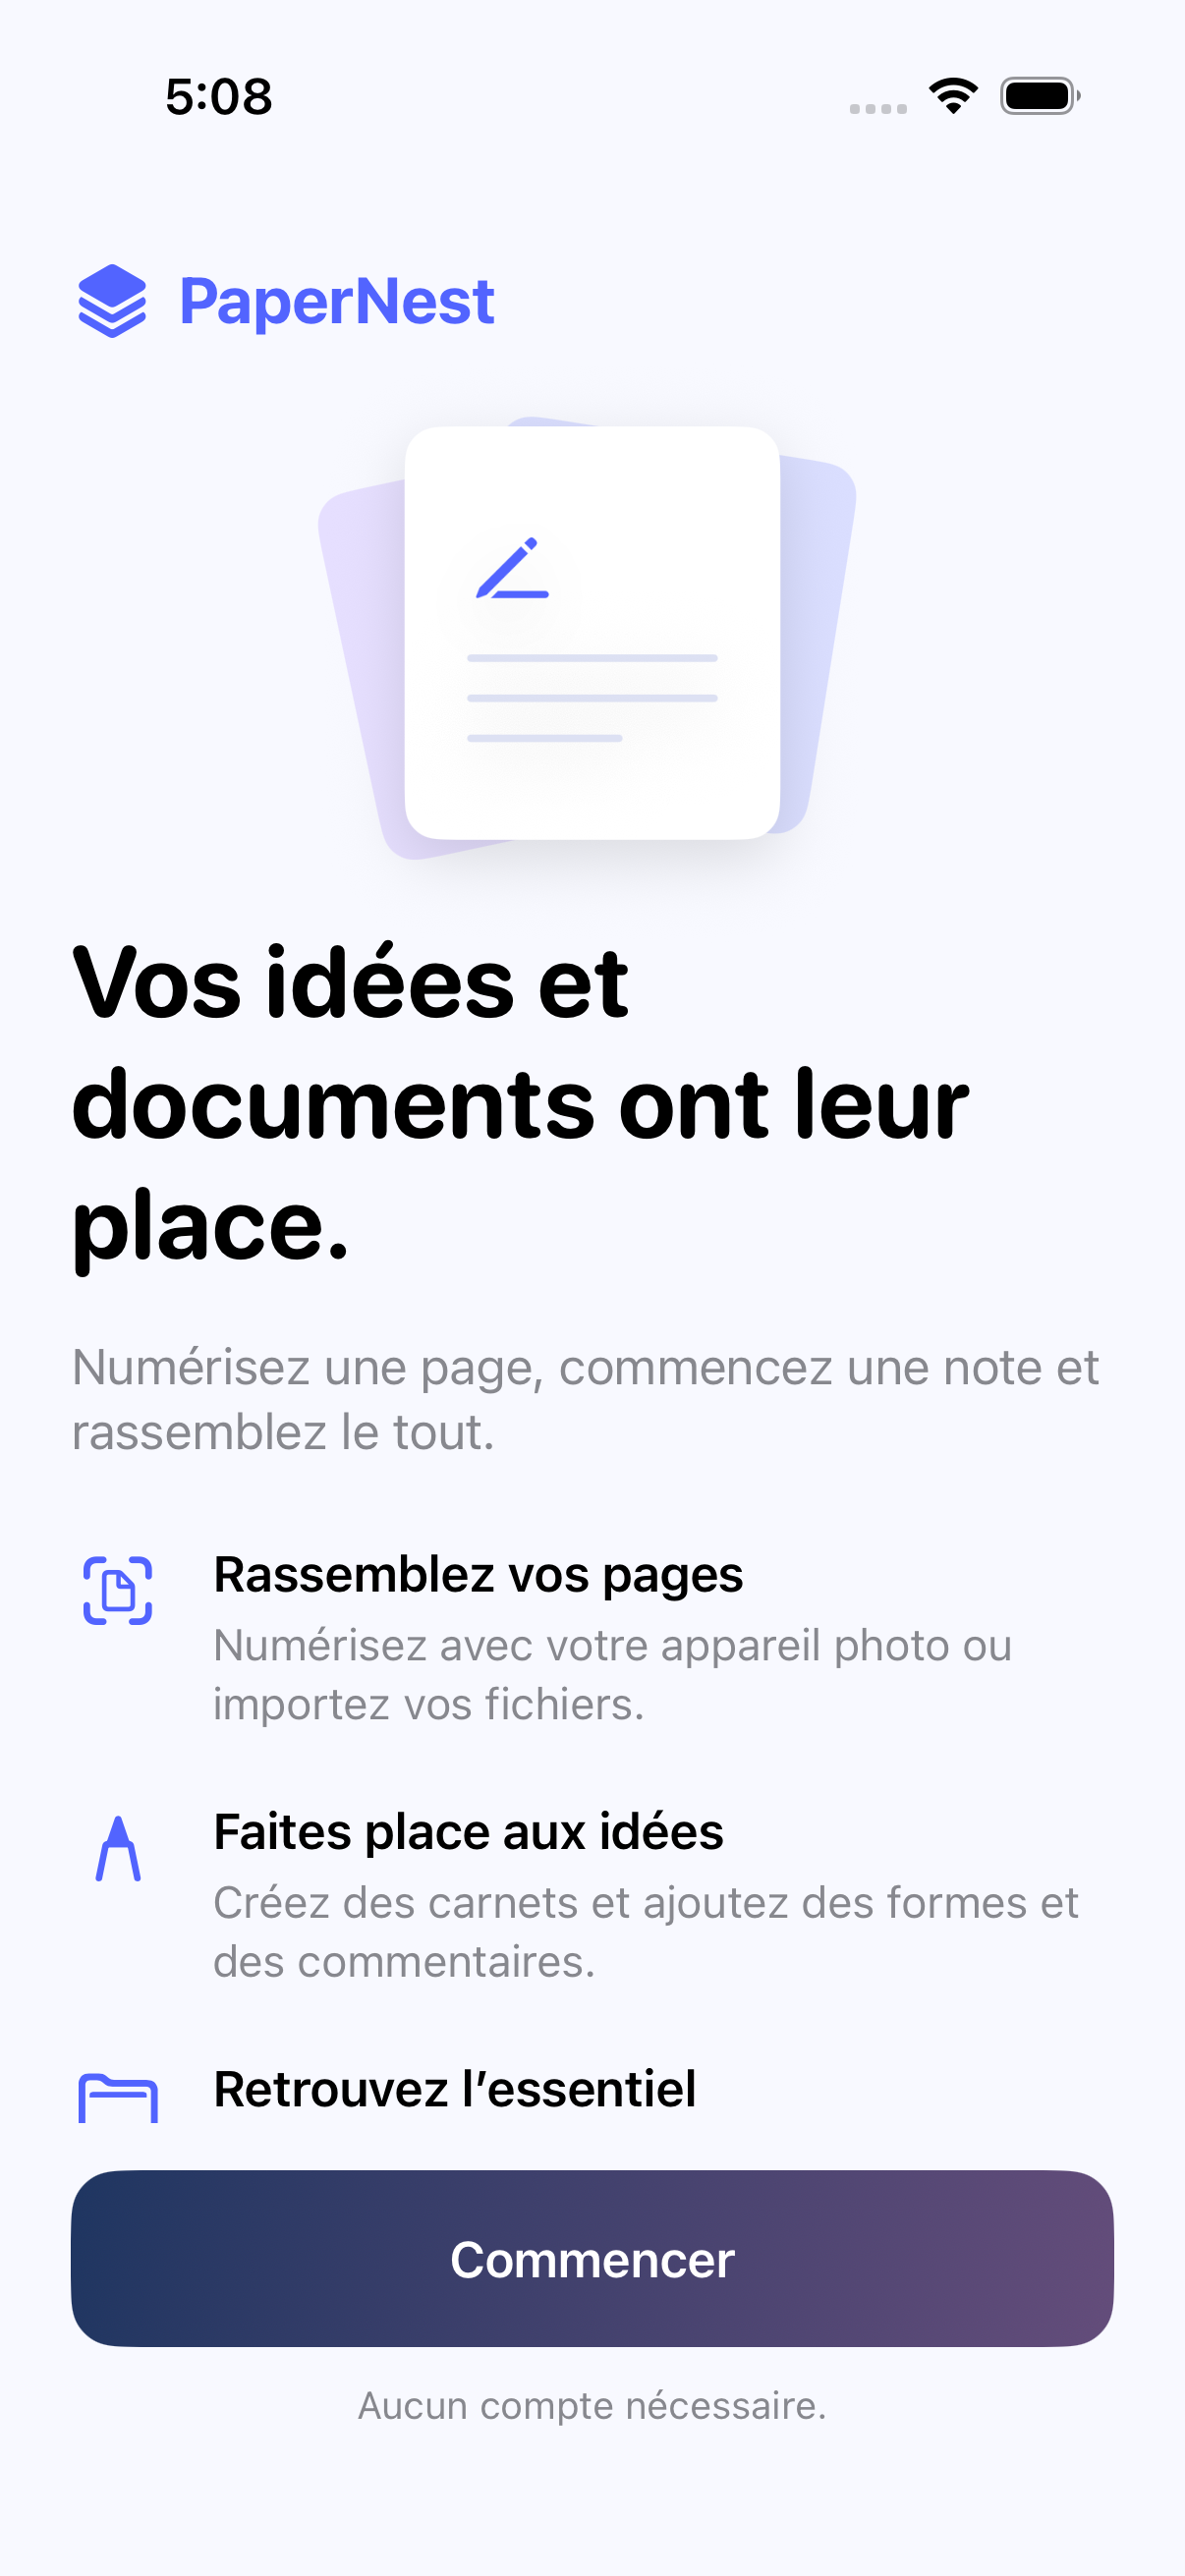 5:08
PaperNest
Vos idées et
documents ont leur
place.
Numérisez une page, commencez une note et
rassemblez le tout.
Rassemblez vos pages
Numérisez avec votre appareil photo ou
importez vos fichiers.
Faites place aux idées
Créez des carnets et ajoutez des formes et
des commentaires.
Retrouvez l’essentiel
Commencer
Aucun compte nécessaire.